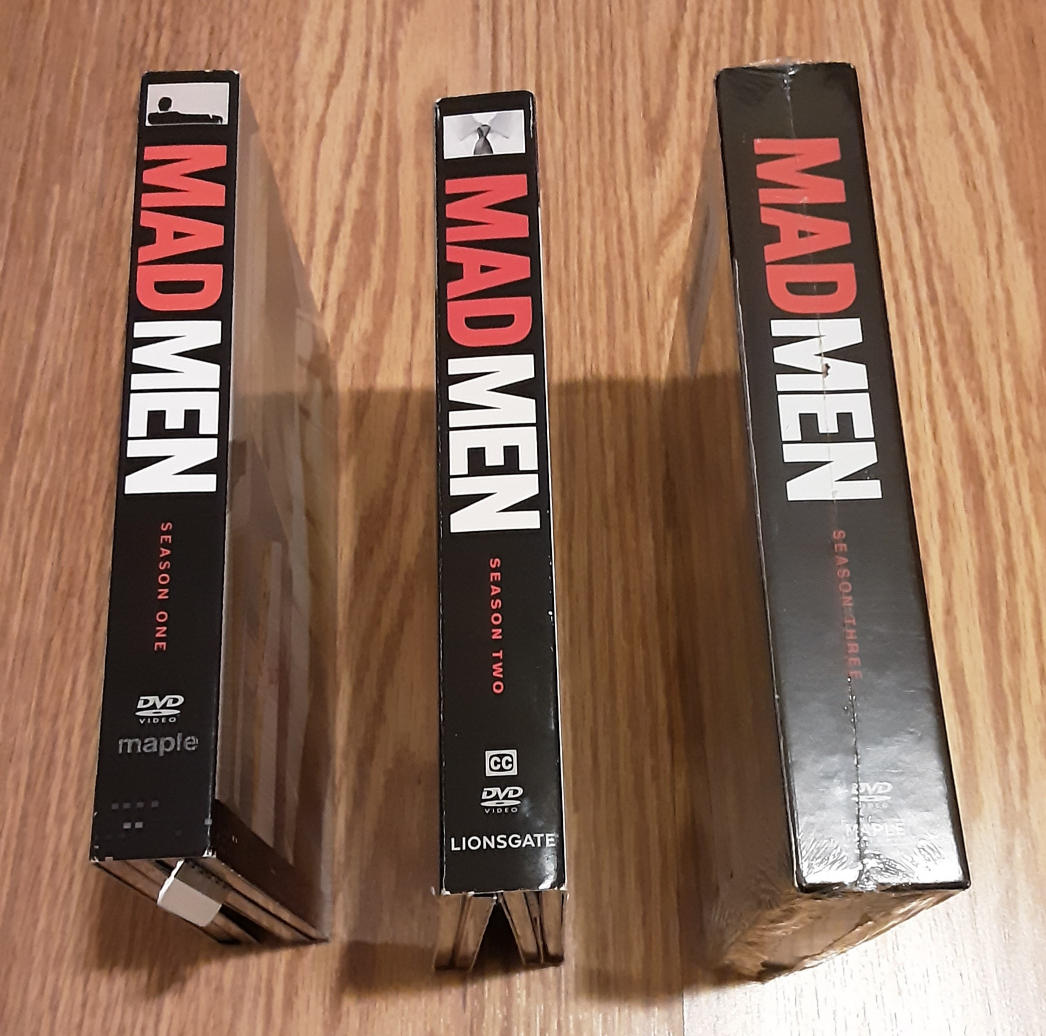 MAD MEN
SEASON ONE
DVD
VIDEO
maple
MAD MEN
SEASON TWO
CC
DVD
VIDEO
LIONSGATE
MAD MEN
SEASON THREE
DVD
VIDEO
MAPLE